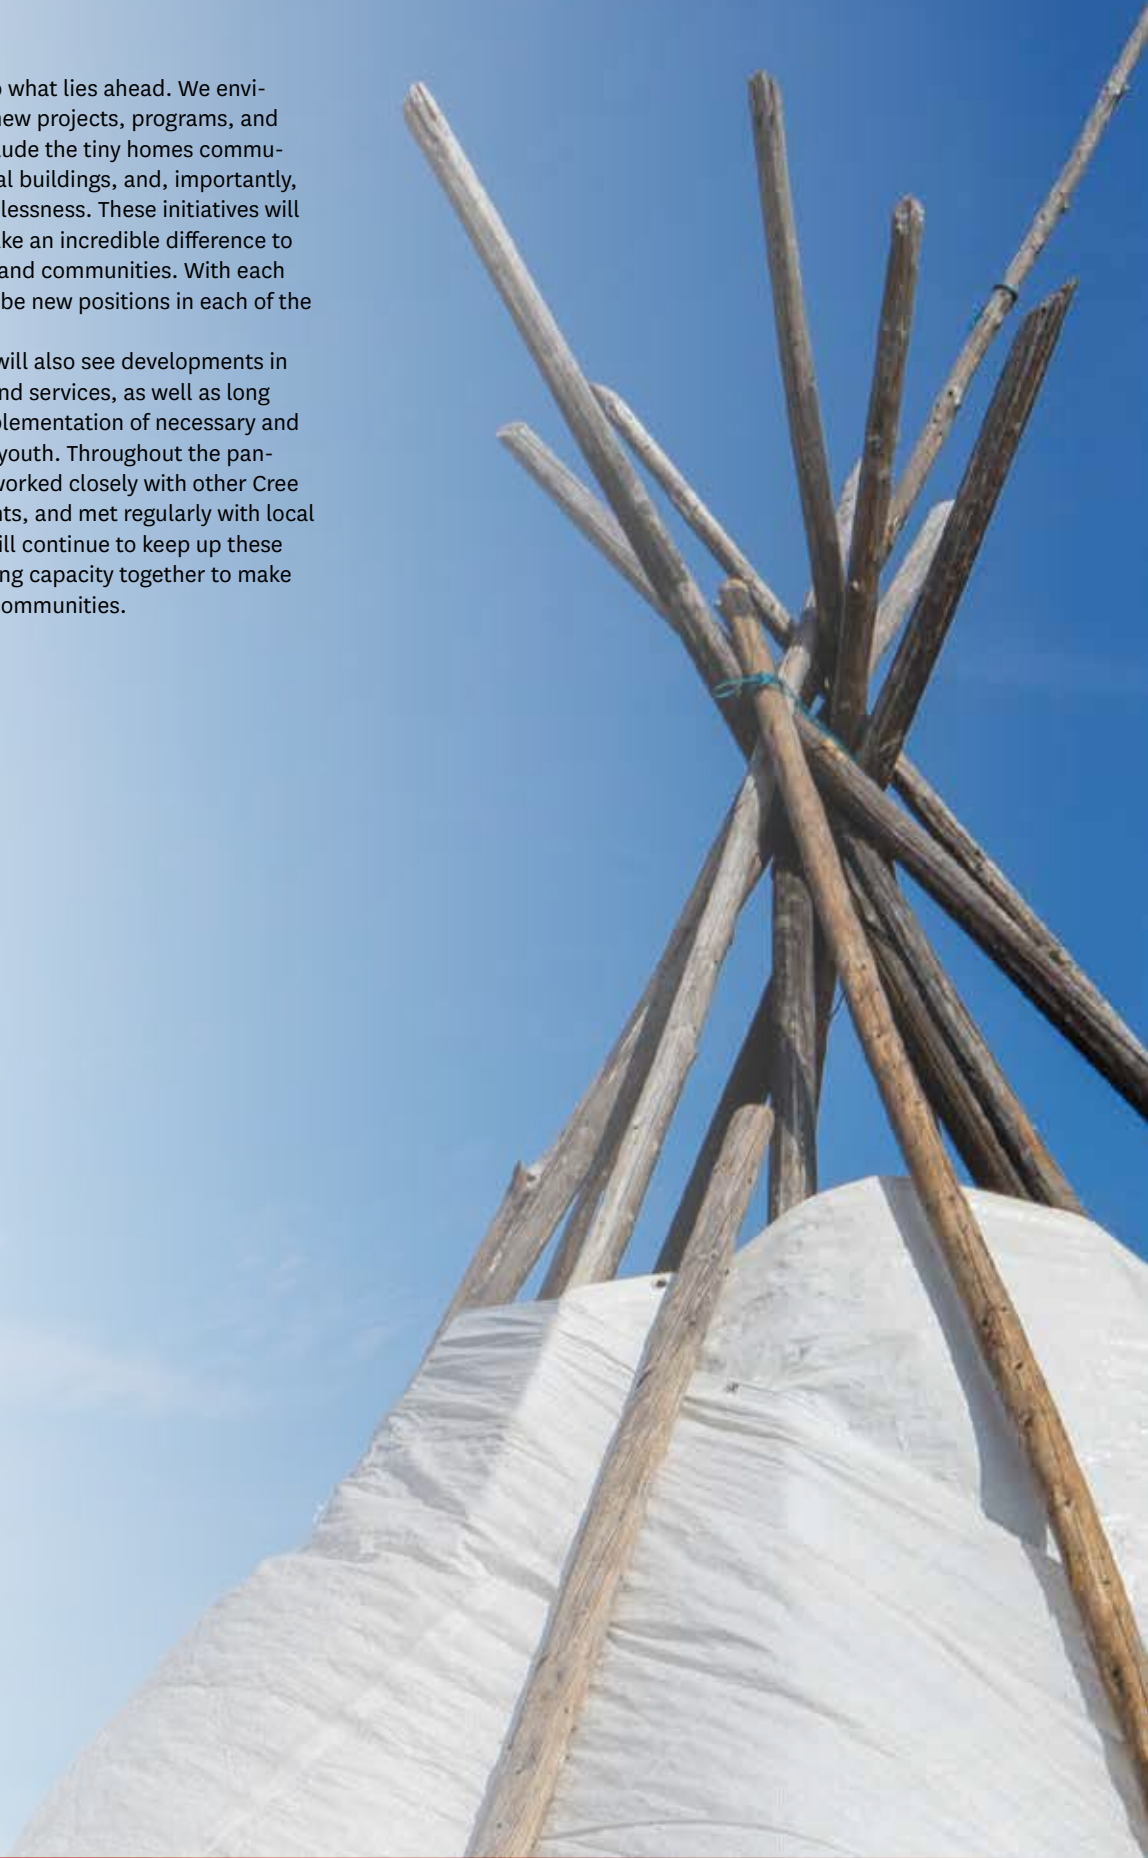 what lies ahead. We envi-
new projects, programs, and
ude the tiny homes commu-
al buildings, and, importantly,
lessness. These initiatives will
ke an incredible difference to
and communities. With each
be new positions in each of the
will also see developments in
nd services, as well as long
plementation of necessary and
youth. Throughout the pan-
worked closely with other Cree
nts, and met regularly with local
ill continue to keep up these
ng capacity together to make
ommunities.